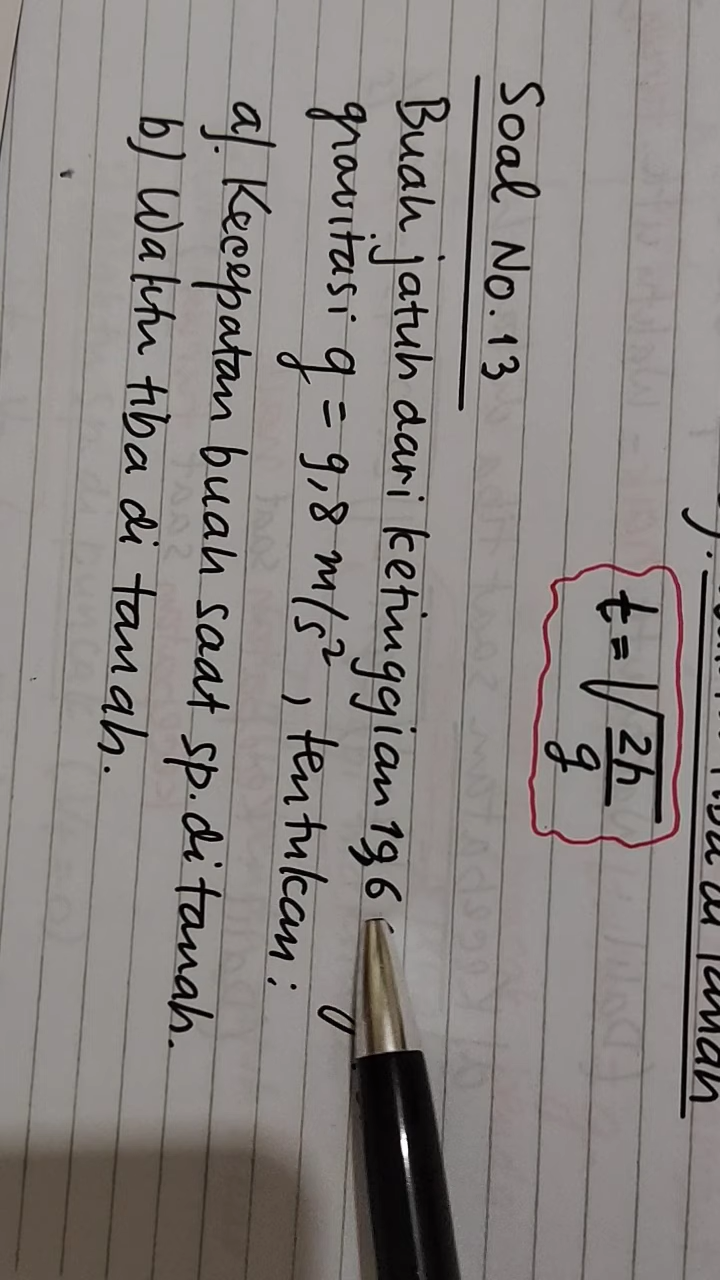 tiba di tanah
t = √2h/g
Soal No. 13
Buah jatuh dari ketinggian 19,6
gravitasi g = 9,8 m/s², tentukan :
a). Kecepatan buah saat sp. di tanah.
b) Waktu tiba di tanah.